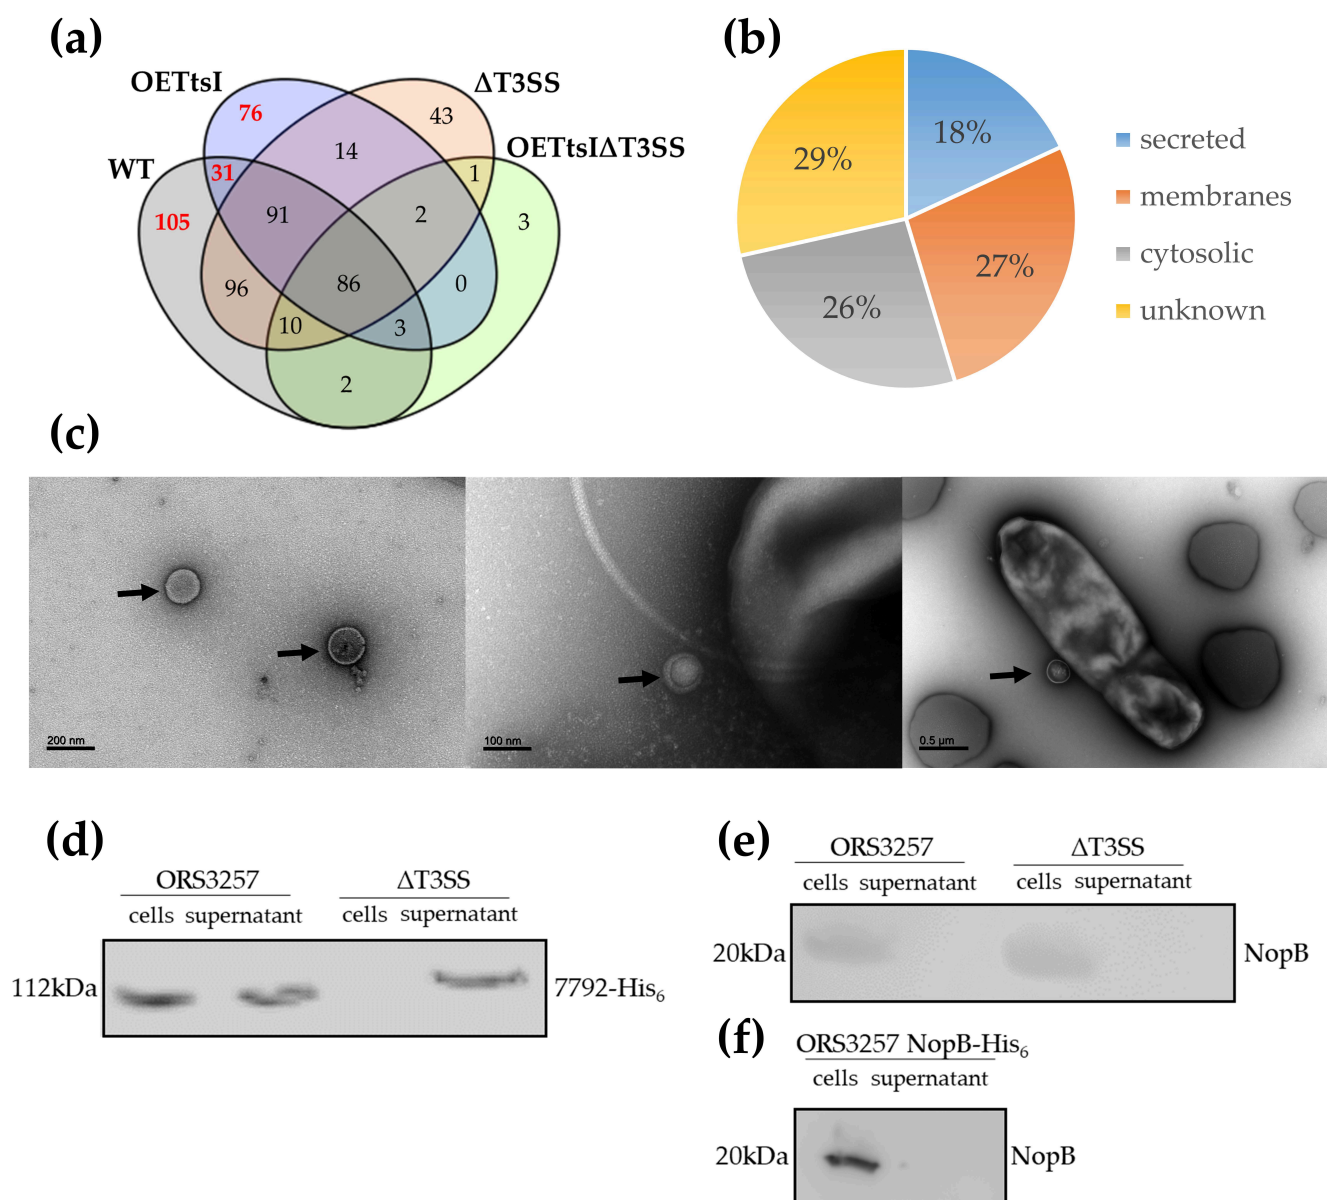 (a)
OETtsI
ΔT3SS
WT
OETtsIΔT3SS
76
43
14
31
1
105
91
2
3
96
86
0
10
3
2
(b)
18%
29%
27%
26%
secreted
membranes
cytosolic
unknown
(c)
200 nm
100 nm
0.5 µm
(d)
ORS3257
ΔT3SS
cells supernatant
cells supernatant
112kDa
7792-His₆
(e)
ORS3257
ΔT3SS
cells supernatant
cells supernatant
20kDa
NopB
(f)
ORS3257 NopB-His₆
cells supernatant
20kDa
NopB